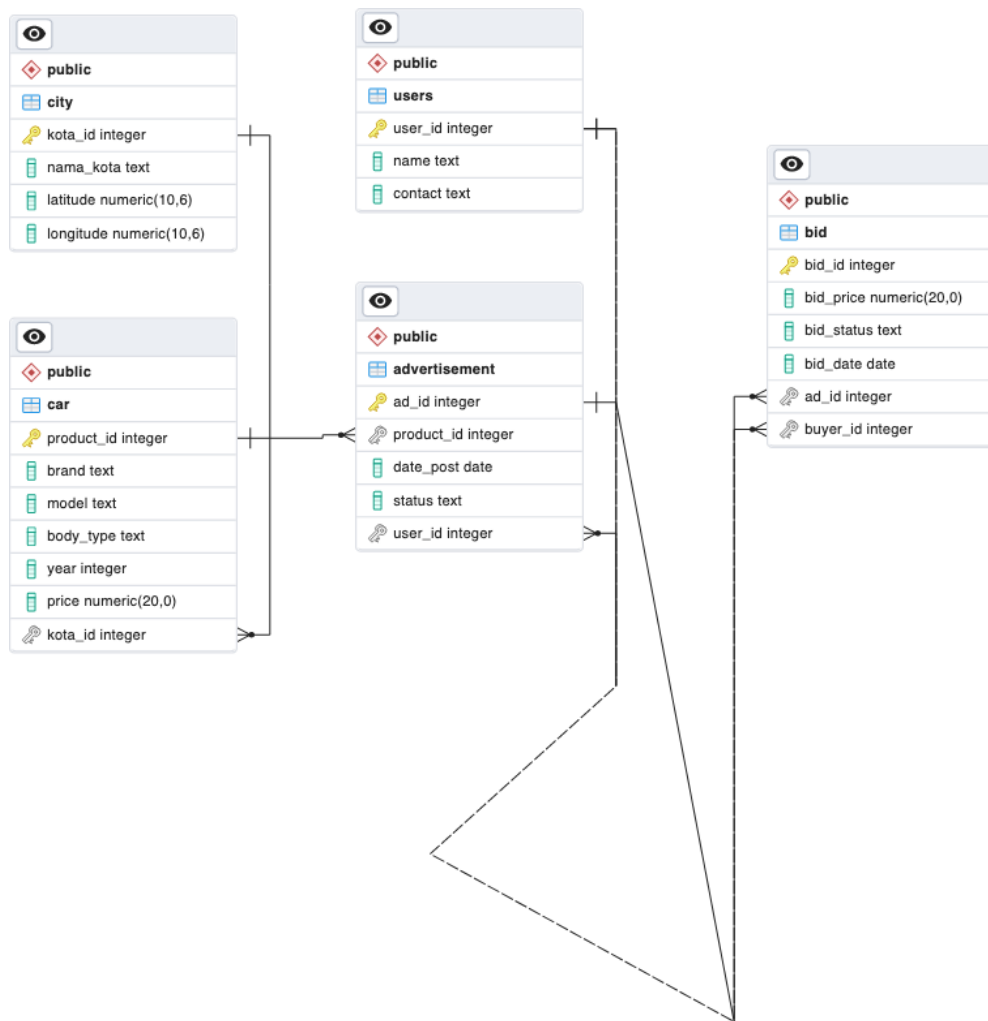 public
city
kota_id integer
nama_kota text
latitude numeric(10,6)
longitude numeric(10,6)
public
users
user_id integer
name text
contact text
public
bid
bid_id integer
bid_price numeric(20,0)
bid_status text
bid_date date
ad_id integer
buyer_id integer
public
car
product_id integer
brand text
model text
body_type text
year integer
price numeric(20,0)
kota_id integer
public
advertisement
ad_id integer
product_id integer
date_post date
status text
user_id integer